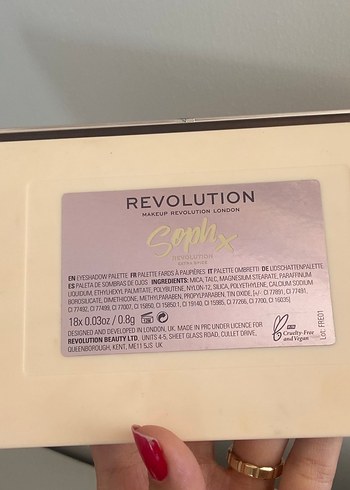 REVOLUTION
MAKEUP REVOLUTION LONDON
Soph x
REVOLUTION
EN EYESHADOW PALETTE FR PALETTE FARDS À PAUPIÈRES IT PALETTE OMBRETTI DE LIDSCHATTENPALETTE
ES PALETA DE SOMBRAS DE OJOS. INGREDIENTS: MICA, TALC, MAGNESIUM STEARATE, PARAFFINUM
LIQUIDUM, ETHYLHEXYL PALMITATE, POLYBUTENE, NYLON-12, SILICA, POLYETHYLENE, CALCIUM SODIUM
BOROSILICATE, DIMETHICONE, METHYLPARABEN, PROPYLPARABEN, TIN OXIDE, [+/- CI 77891, CI 77491,
CI 77492, CI 77499, CI 77007, CI 15850, CI 15850:1, CI 19140, CI 15985, CI 77266, CI 77700, CI 16035]
18x 0.03oz / 0.8g 12M
DESIGNED AND DEVELOPED IN LONDON, UK. MADE IN PRC UNDER LICENCE FOR
REVOLUTION BEAUTY LTD, UNITS 4-5, SHEET GLASS ROAD, CULLET DRIVE,
QUEENBOROUGH, KENT, ME11 5JS UK
Cruelty-Free
and Vegan
Lot: FRE01